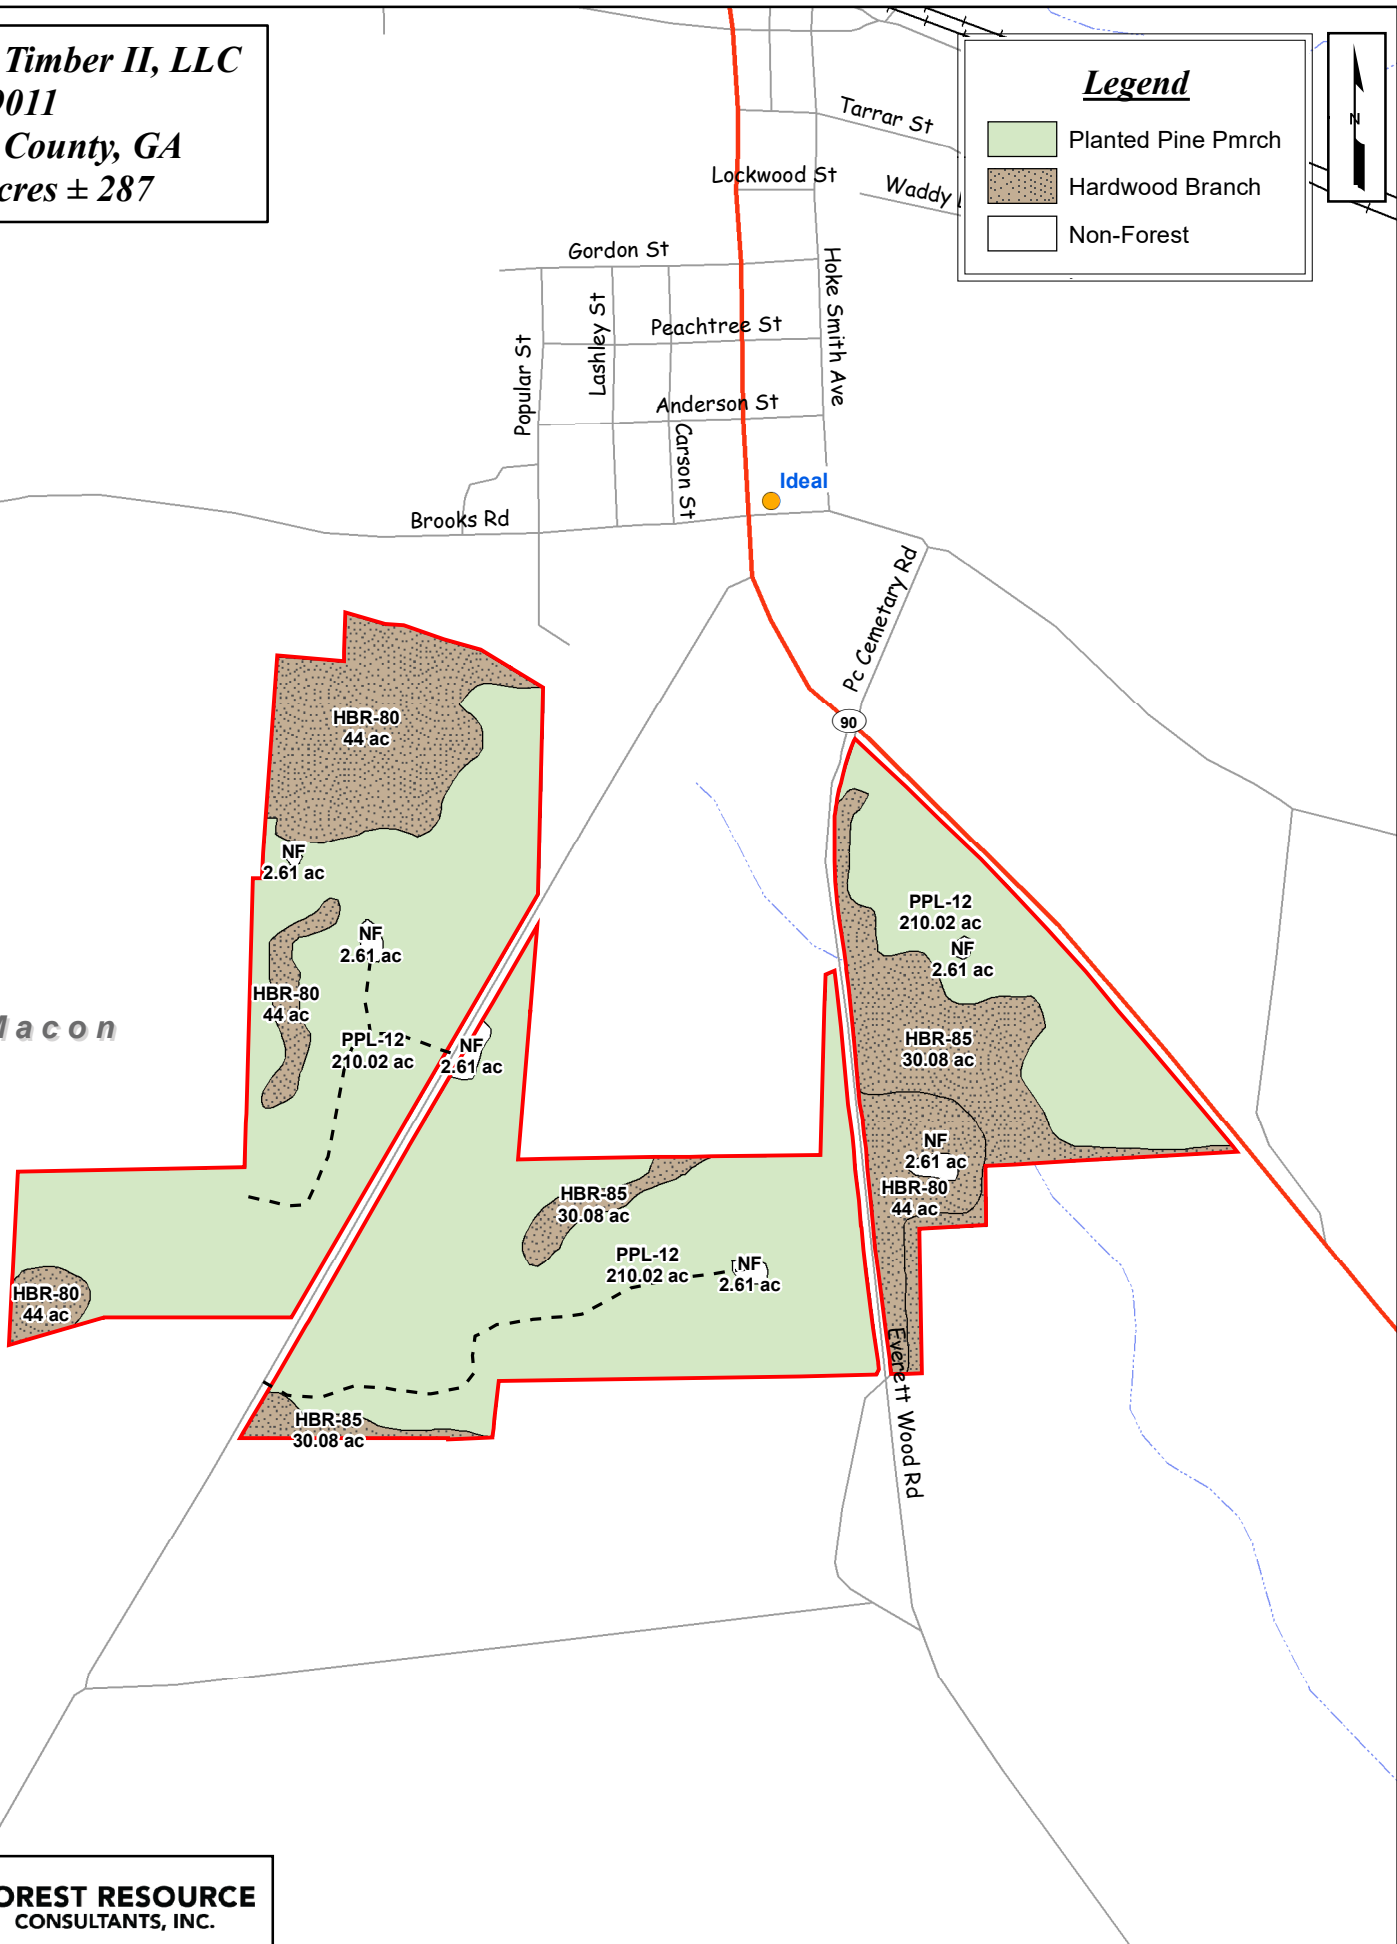 Timber II, LLC
0011
County, GA
cres ± 287
Legend
Planted Pine Pmrch
Hardwood Branch
Non-Forest
N
Tarrar St
Lockwood St
Waddy
Gordon St
Hoke Smith Ave
Lashley St
Peachtree St
Popular St
Anderson St
Carson St
Ideal
Brooks Rd
Pc Cemetary Rd
90
HBR-80
44 ac
NF
2.61 ac
PPL-12
210.02 ac
NF
2.61 ac
NF
2.61 ac
HBR-80
44 ac
acon
PPL-12
210.02 ac
NF
2.61 ac
HBR-85
30.08 ac
NF
2.61 ac
HBR-80
44 ac
HBR-85
30.08 ac
PPL-12
210.02 ac
NF
2.61 ac
HBR-80
44 ac
Everett Wood Rd
HBR-85
30.08 ac
OREST RESOURCE
CONSULTANTS, INC.